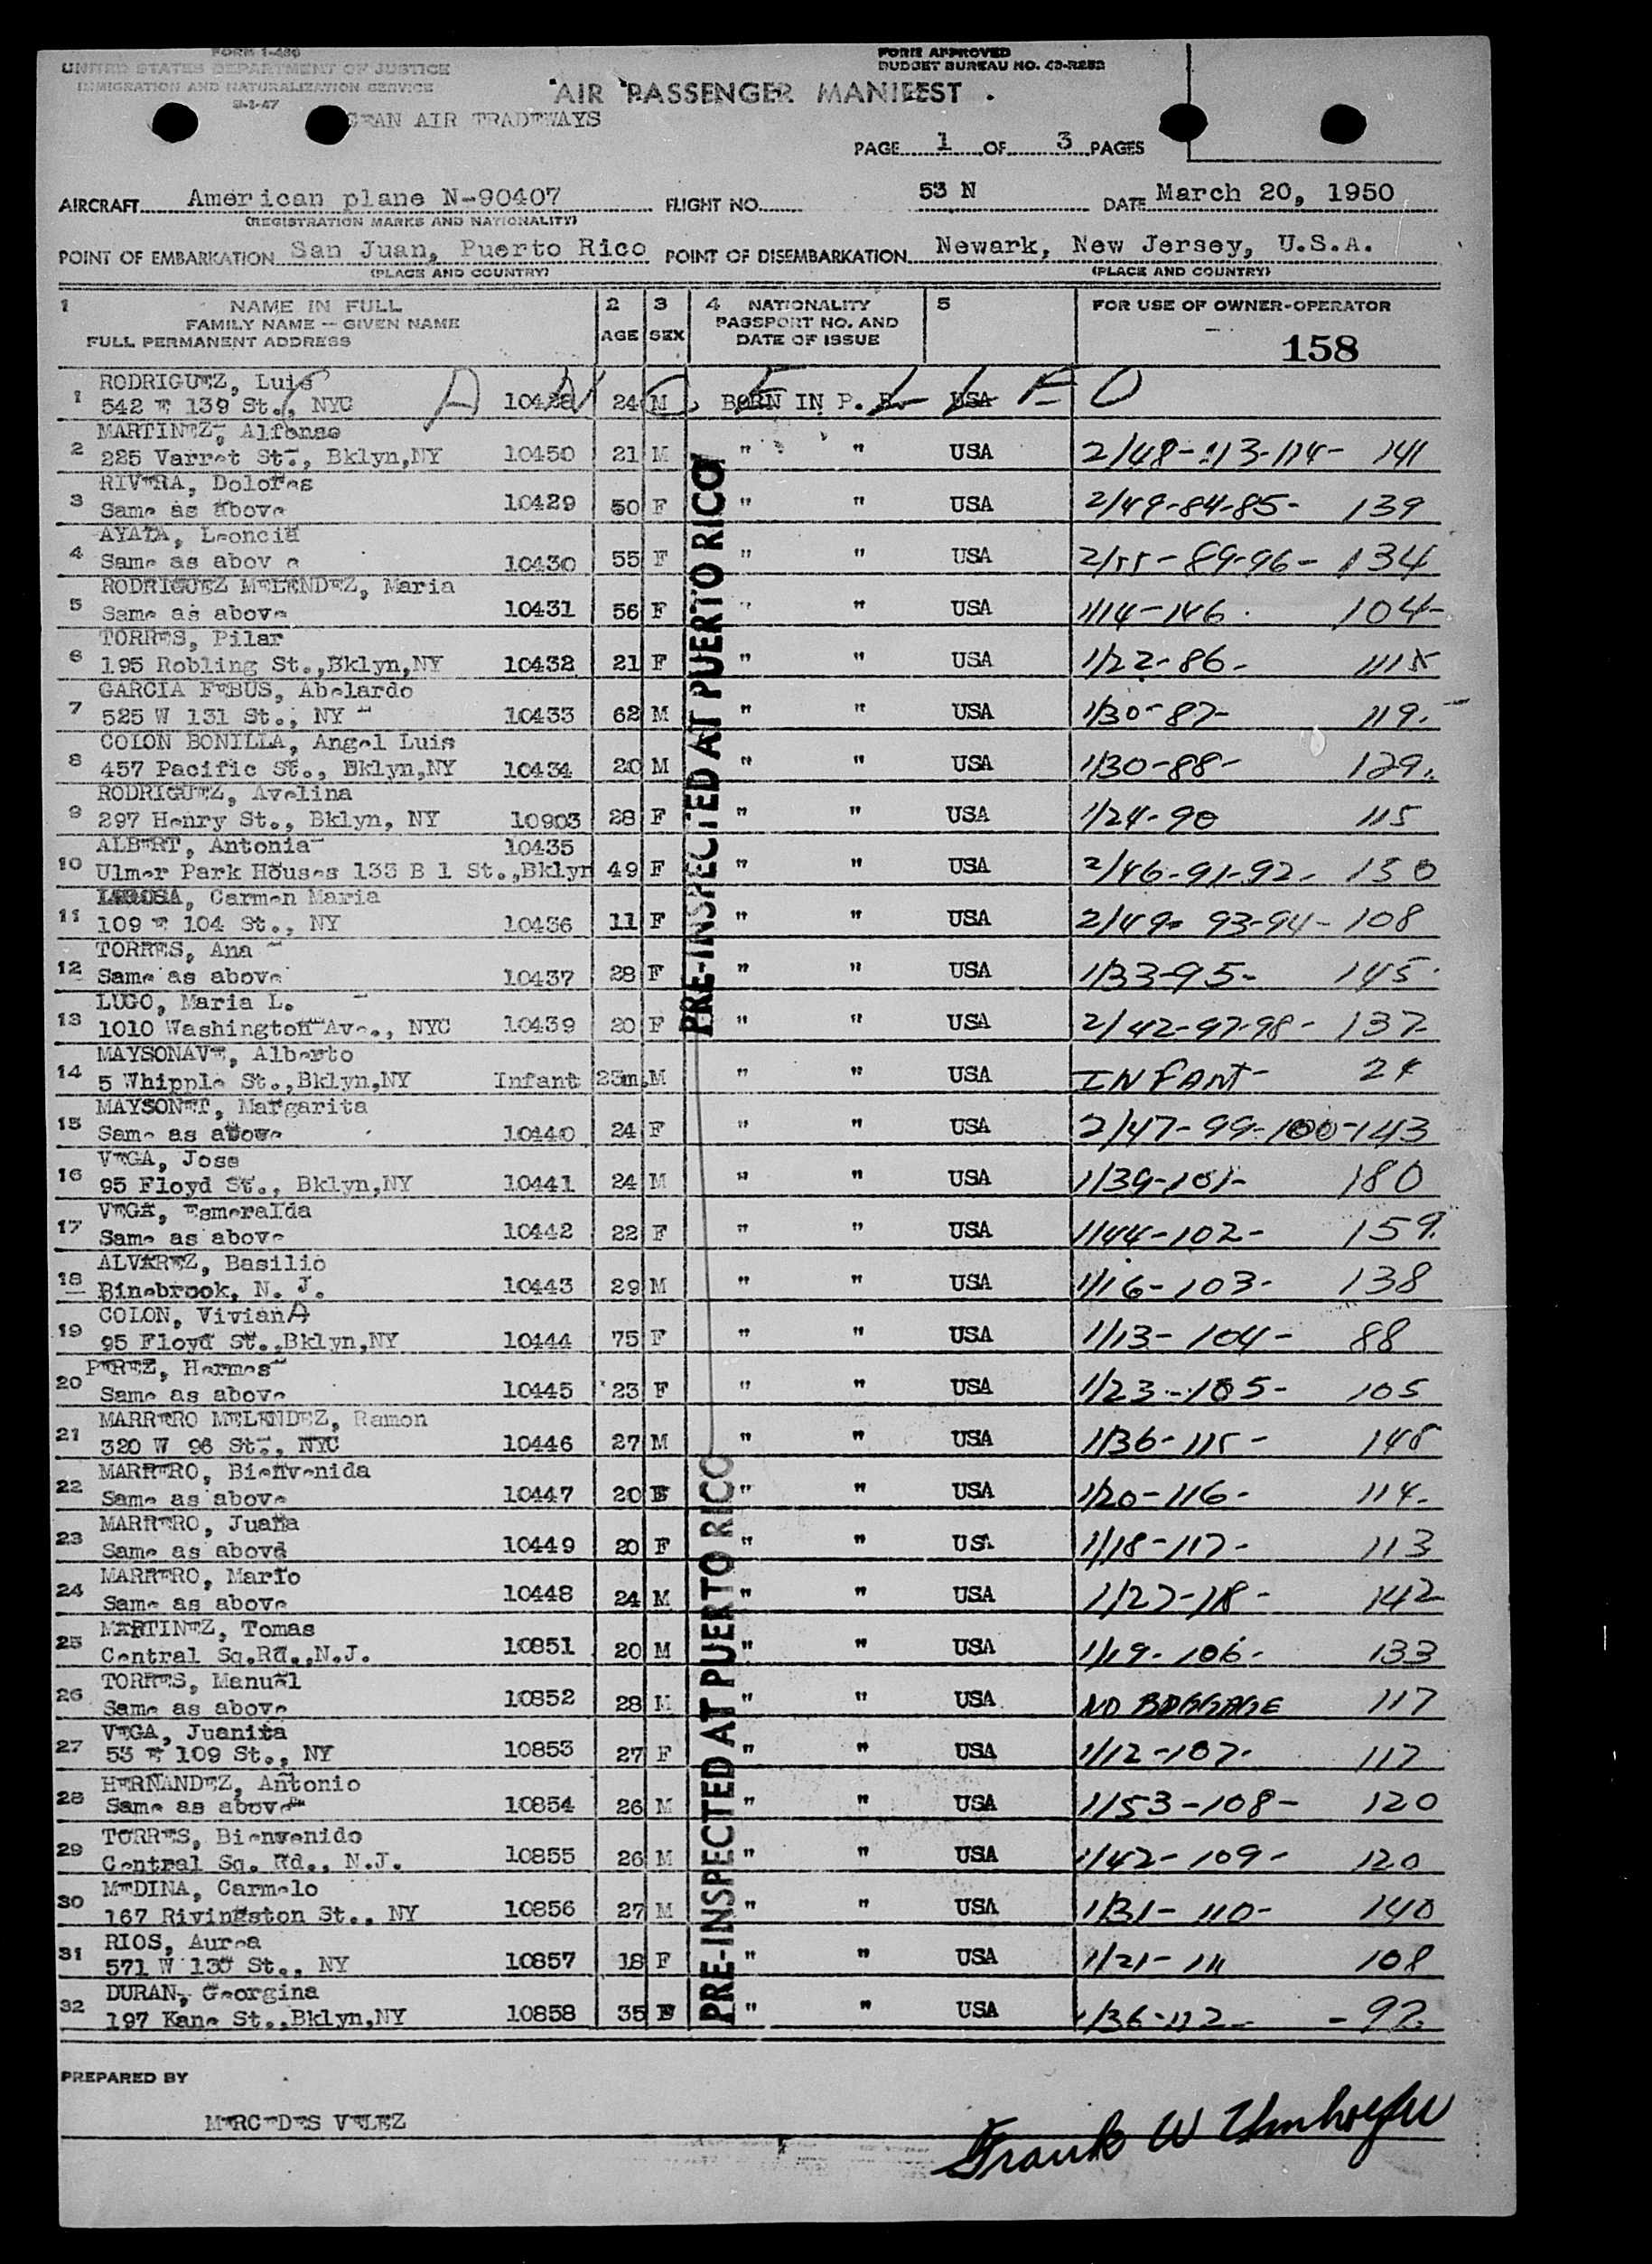 FORM I-430
UNITED STATES DEPARTMENT OF JUSTICE
IMMIGRATION AND NATURALIZATION SERVICE
FORM APPROVED
BUDGET BUREAU NO. 43-R252
AIR PASSENGER MANIFEST
CEAN AIR TRADEWAYS
PAGE 1 OF 3 PAGES
AIRCRAFT American plane N-90407 FLIGHT NO. 53 N DATE March 20, 1950
(REGISTRATION MARKS AND NATIONALITY)
POINT OF EMBARKATION San Juan, Puerto Rico POINT OF DISEMBARKATION Newark, New Jersey, U.S.A.
(PLACE AND COUNTRY) (PLACE AND COUNTRY)
1 NAME IN FULL 2 3 4 NATIONALITY 5 FOR USE OF OWNER-OPERATOR
FAMILY NAME -- GIVEN NAME AGE SEX PASSPORT NO. AND
FULL PERMANENT ADDRESS DATE OF ISSUE 158
CANCELLED
RODRIGUEZ, Luis
1 542 E 139 St., NYC 10428 24 M BORN IN P. R. USA
MARTINEZ, Alfonso
2 225 Varret St., Bklyn,NY 10450 21 M " " USA 2/48-113-114- 141
RIVERA, Dolores
3 Same as above 10429 50 F " " USA 2/49-84-85- 139
AYALA, Leoncia
4 Same as above 10430 55 F " " USA 2/55-89-96- 134
RODRIGUEZ MELENDEZ, Maria
5 Same as above 10431 56 F " " USA 1/14-146 104
TORRES, Pilar
6 195 Robling St.,Bklyn,NY 10432 21 F " " USA 1/22-86-
GARCIA FEBUS, Abelardo
7 525 W 131 St., NY 10433 62 M " " USA 1/30-87- 119.
COLON BONILLA, Angel Luis
8 457 Pacific St., Bklyn,NY 10434 20 M " " USA 1/30-88- 129.
RODRIGUEZ, Avelina
9 297 Henry St., Bklyn, NY 10903 28 F " " USA 1/24-90 115
ALBERT, Antonia 10435
10 Ulmer Park Houses 133 B 1 St.,Bklyn 49 F " " USA 2/46-91-92- 150
Carmen Maria
11 109 E 104 St., NY 10436 11 F " " USA 2/49- 93-94- 108
TORRES, Ana
12 Same as above 10437 28 F " " USA 1/33-95- 145
LUGO, Maria L.
13 1010 Washington Ave., NYC 10439 20 F " " USA 2/42-97-98- 137
MAYSONAVE, Alberto
14 5 Whipple St.,Bklyn,NY Infant 23m. M " " USA INFANT- 24
MAYSONET, Margarita
15 Same as above 10440 24 F " " USA 2/47-99-100-143
VEGA, Jose
16 95 Floyd St., Bklyn,NY 10441 24 M " " USA 1/39-101- 180
VEGA, Esmeralda
17 Same as above 10442 22 F " " USA 1/44-102- 159.
ALVAREZ, Basilio
18 Binebrook, N. J. 10443 29 M " " USA 1/16-103- 138
COLON, VivianA
19 95 Floyd St.,Bklyn,NY 10444 75 F " " USA 1/13-104- 88
PEREZ, Hermes
20 Same as above 10445 23 F " " USA 1/23-105- 105
MARRERO MELENDEZ, Ramon
21 320 W 96 St., NYC 10446 27 M " " USA 1/36-115- 148
MARRERO, Bienvenida
22 Same as above 10447 20 F " " USA 1/20-116- 114.
MARRERO, Juana
23 Same as above 10449 20 F " " USA 1/18-117- 113
MARRERO, Mario
24 Same as above 10448 24 M " " USA 1/27-118- 142
MARTINEZ, Tomas
25 Central Sq.Rd.,N.J. 10851 20 M " " USA 1/19-106- 133
TORRES, Manual
26 Same as above 10852 28 M " " USA NO BAGGAGE 117
VEGA, Juanita
27 53 E 109 St., NY 10853 27 F " " USA 1/12-107- 117
HERNANDEZ, Antonio
28 Same as above 10854 26 M " " USA 1/53-108- 120
TORRES, Bienvenido
29 Central Sq. Rd., N.J. 10855 26 M " " USA 1/42-109- 120
MEDINA, Carmelo
30 167 Rivingston St., NY 10856 27 M " " USA 1/31-110- 140
RIOS, Aurea
31 571 W 130 St., NY 10857 18 F " " USA 1/21-111 108
DURAN, Georgina
32 197 Kane St.,Bklyn,NY 10858 35 F " " USA 1/36-112- -92.
PRE-INSPECTED AT PUERTO RICO
PRE-INSPECTED AT PUERTO RICO
PREPARED BY
MERCEDES VELEZ
Frank W